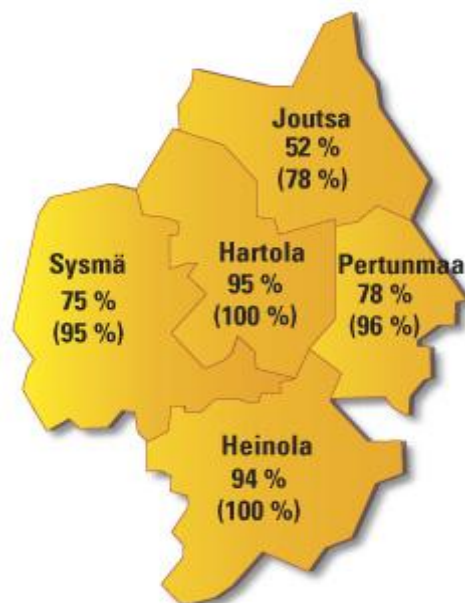 Joutsa
52 %
(78 %)
Sysmä
75 %
(95 %)
Hartola
95 %
(100 %)
Pertunmaa
78 %
(96 %)
Heinola
94 %
(100 %)